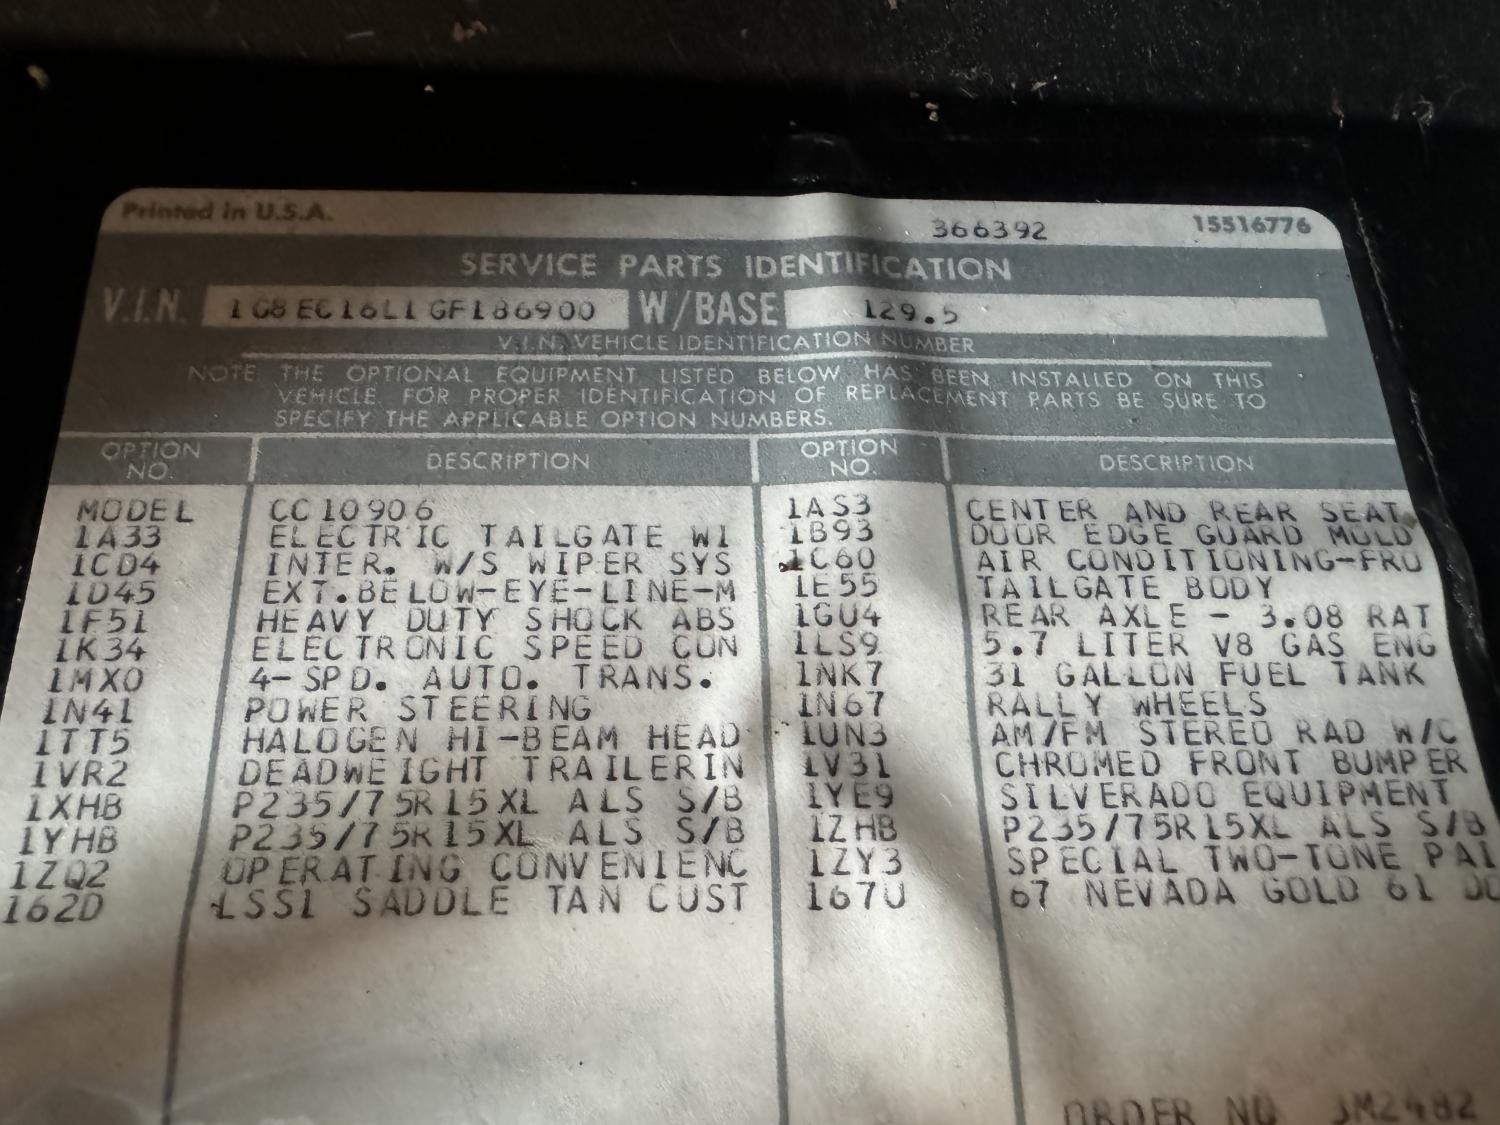 Printed in U.S.A. 366392 15516776
SERVICE PARTS IDENTIFICATION
V.I.N. 1G8EC16L1GF186900 W/BASE 129.5
V.I.N. VEHICLE IDENTIFICATION NUMBER
NOTE THE OPTIONAL EQUIPMENT LISTED BELOW HAS BEEN INSTALLED ON THIS
VEHICLE. FOR PROPER IDENTIFICATION OF REPLACEMENT PARTS BE SURE TO
SPECIFY THE APPLICABLE OPTION NUMBERS.
OPTION NO. DESCRIPTION OPTION NO. DESCRIPTION
MODEL CC10906 1AS3 CENTER AND REAR SEAT
1A33 ELECTRIC TAILGATE WI 1B93 DOOR EDGE GUARD MOLD
1CD4 INTER. W/S WIPER SYS 1C60 AIR CONDITIONING-FRO
1D45 EXT.BELOW-EYE-LINE-M 1E55 TAILGATE BODY
1F51 HEAVY DUTY SHOCK ABS 1GU4 REAR AXLE - 3.08 RAT
1K34 ELECTRONIC SPEED CON 1LS9 5.7 LITER V8 GAS ENG
1MX0 4-SPD. AUTO. TRANS. 1NK7 31 GALLON FUEL TANK
1N41 POWER STEERING 1N67 RALLY WHEELS
1TT5 HALOGEN HI-BEAM HEAD 1UN3 AM/FM STEREO RAD W/C
1VR2 DEADWEIGHT TRAILERIN 1V31 CHROMED FRONT BUMPER
1XHB P235/75R15XL ALS S/B 1YE9 SILVERADO EQUIPMENT
1YHB P235/75R15XL ALS S/B 1ZHB P235/75R15XL ALS S/B
1ZQ2 OPERATING CONVENIENC 1ZY3 SPECIAL TWO-TONE PAI
162D LSS1 SADDLE TAN CUST 167U 67 NEVADA GOLD 61 DO
ORDER NO JM2482